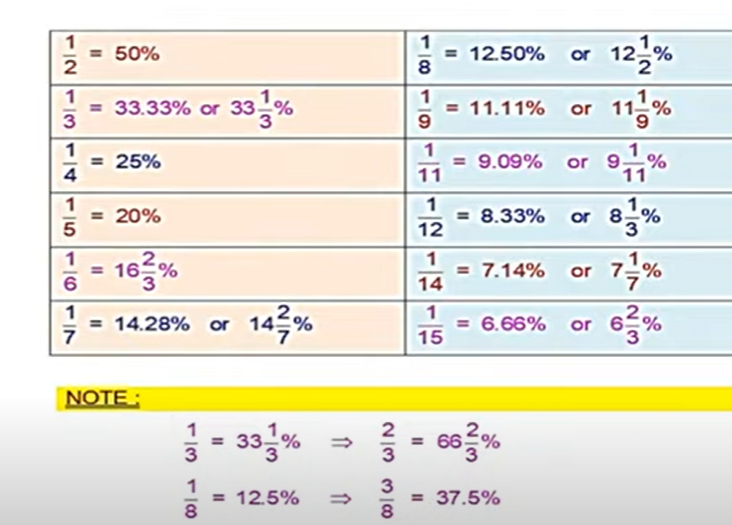 1/2 = 50%
1/3 = 33.33% or 33 1/3%
1/4 = 25%
1/5 = 20%
1/6 = 16 2/3%
1/7 = 14.28% or 14 2/7%
1/8 = 12.50% or 12 1/2%
1/9 = 11.11% or 11 1/9%
1/11 = 9.09% or 9 1/11%
1/12 = 8.33% or 8 1/3%
1/14 = 7.14% or 7 1/7%
1/15 = 6.66% or 6 2/3%
NOTE :
1/3 = 33 1/3% ⇒ 2/3 = 66 2/3%
1/8 = 12.5% ⇒ 3/8 = 37.5%